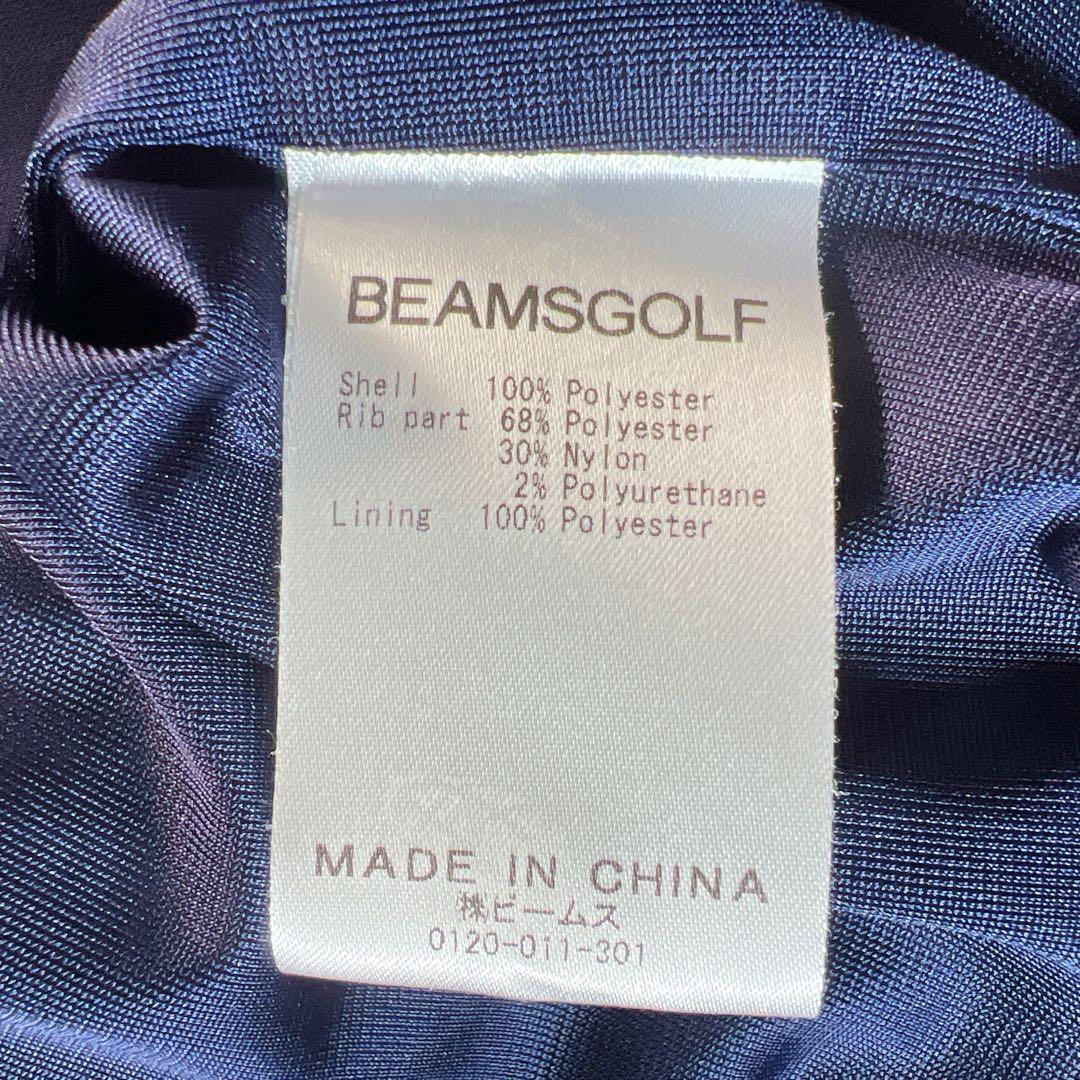 BEAMSGOLF
Shell 100% Polyester
Rib part 68% Polyester
30% Nylon
2% Polyurethane
Lining 100% Polyester
MADE IN CHINA
㈱ビームス
0120-011-301